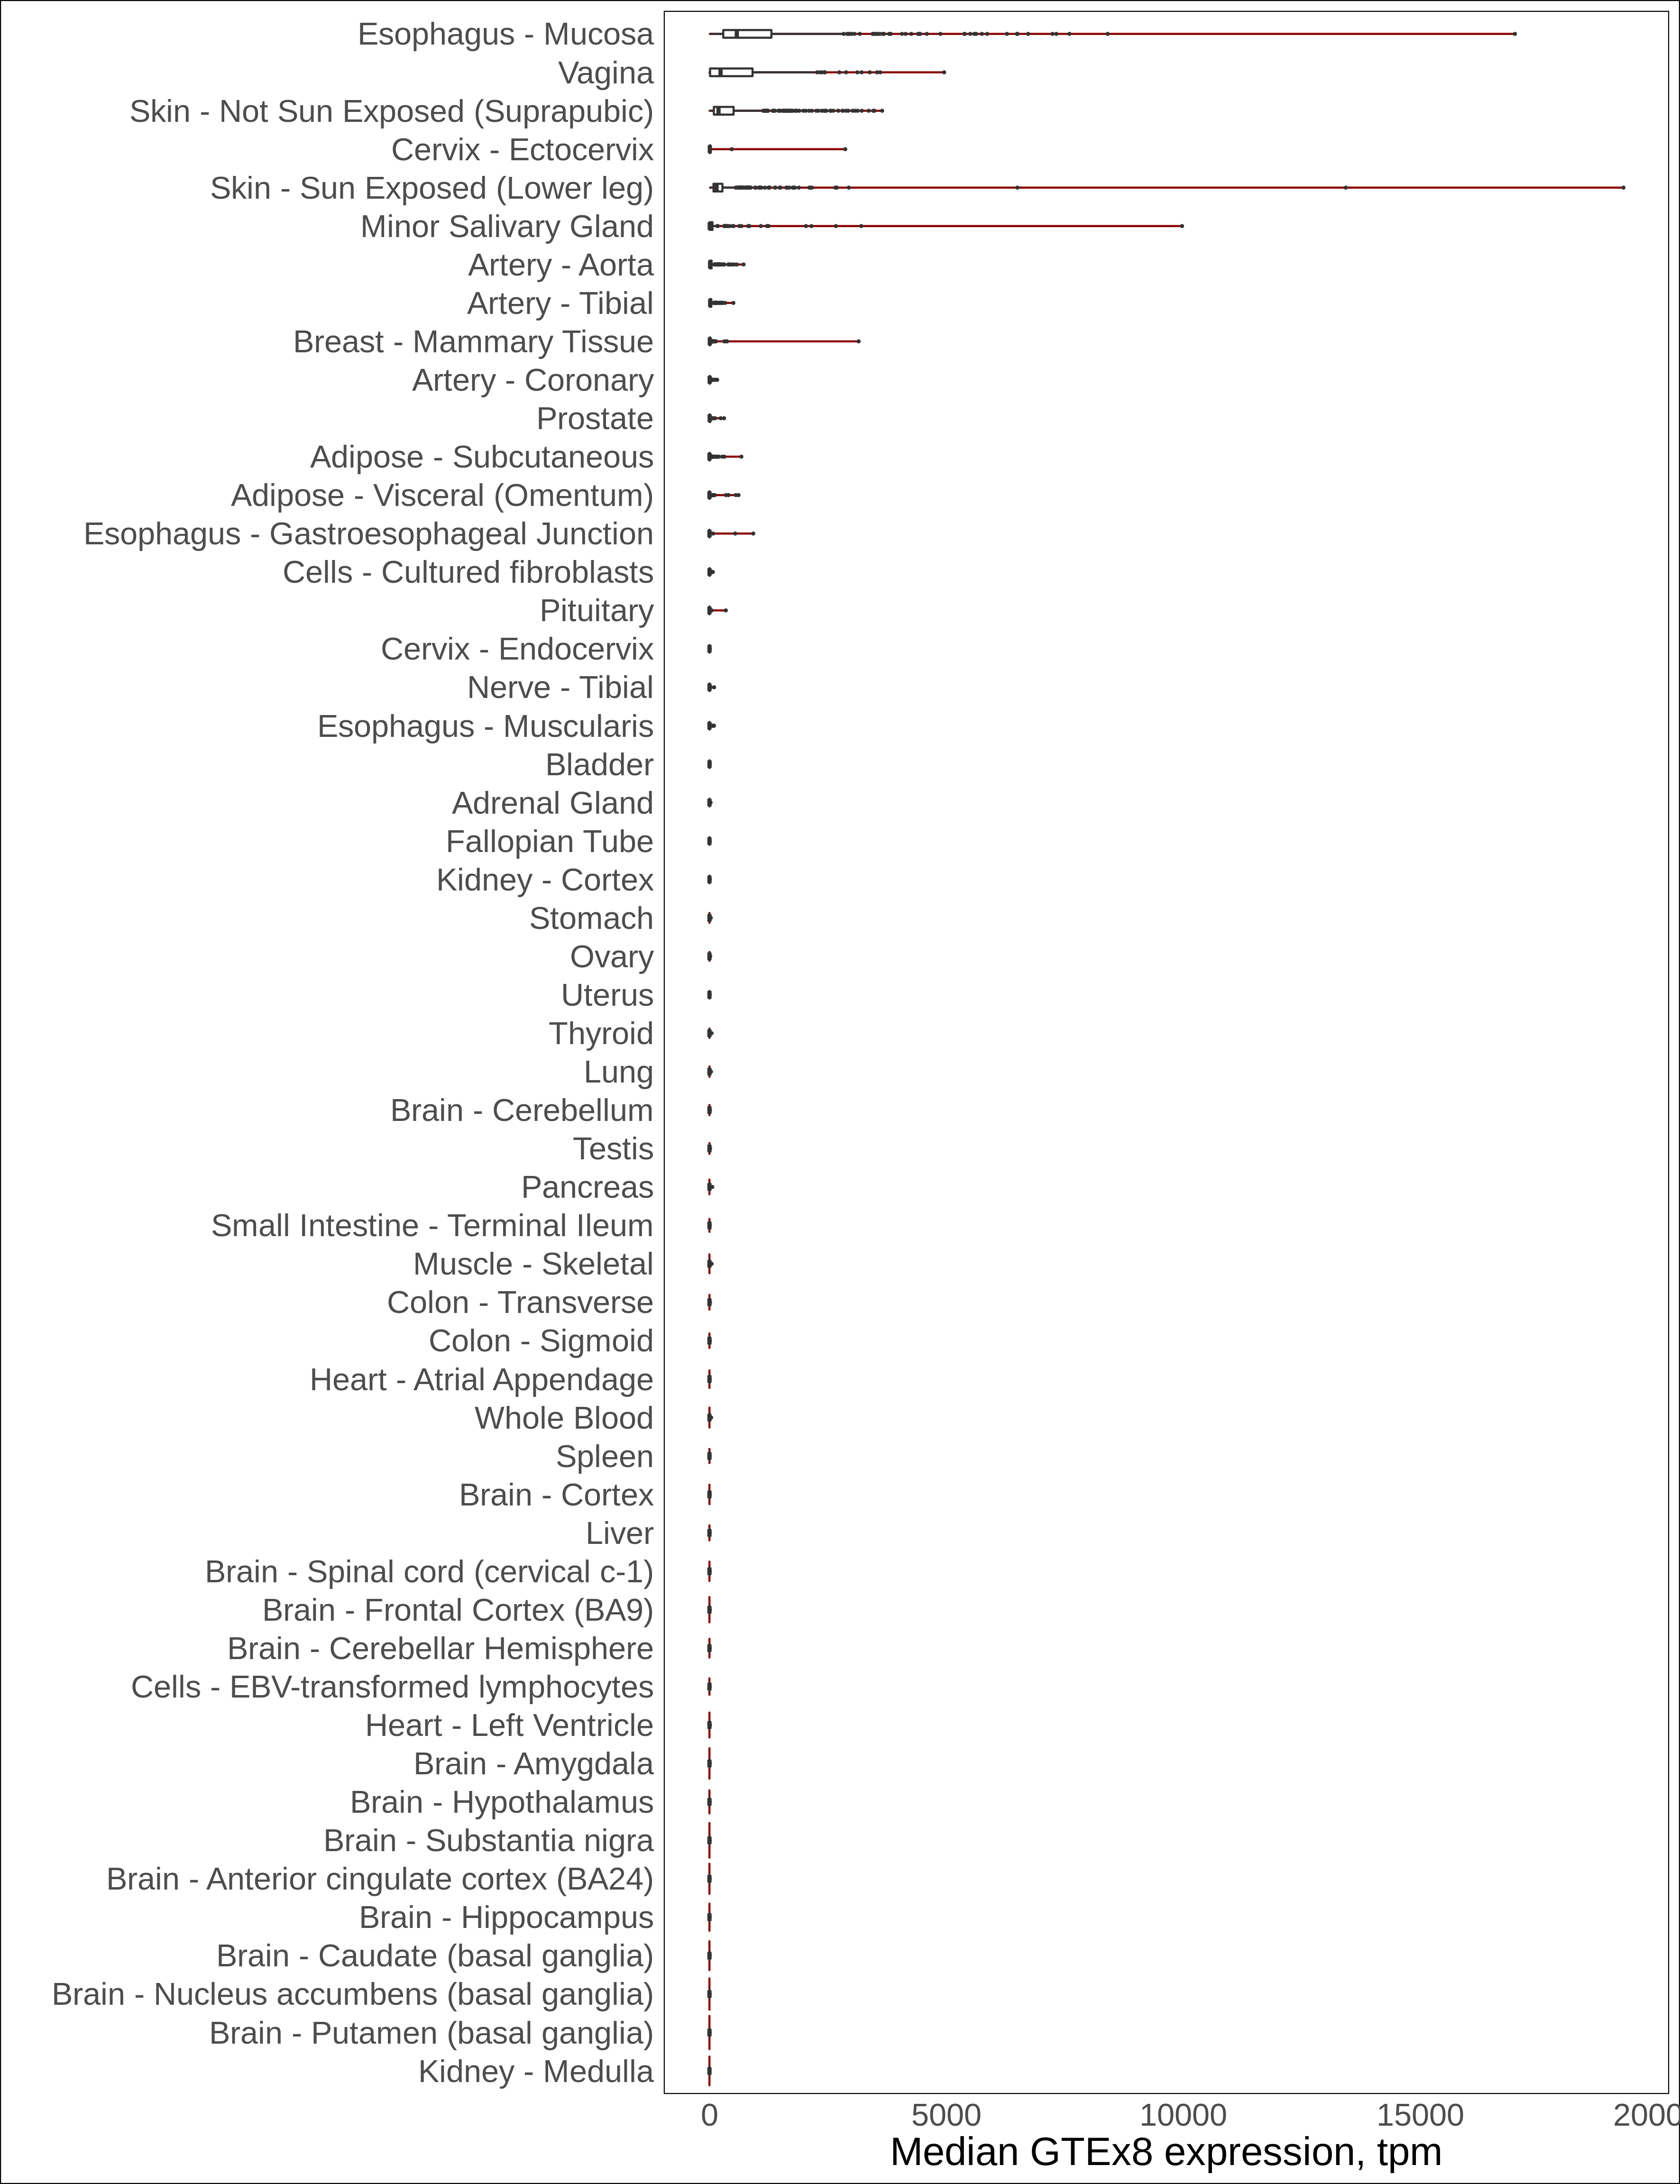 Esophagus - Mucosa
Vagina
Skin - Not Sun Exposed (Suprapubic)
Cervix - Ectocervix
Skin - Sun Exposed (Lower leg)
Minor Salivary Gland
Artery - Aorta
Artery - Tibial
Breast - Mammary Tissue
Artery - Coronary
Prostate
Adipose - Subcutaneous
Adipose - Visceral (Omentum)
Esophagus - Gastroesophageal Junction
Cells - Cultured fibroblasts
Pituitary
Cervix - Endocervix
Nerve - Tibial
Esophagus - Muscularis
Bladder
Adrenal Gland
Fallopian Tube
Kidney - Cortex
Stomach
Ovary
Uterus
Thyroid
Lung
Brain - Cerebellum
Testis
Pancreas
Small Intestine - Terminal Ileum
Muscle - Skeletal
Colon - Transverse
Colon - Sigmoid
Heart - Atrial Appendage
Whole Blood
Spleen
Brain - Cortex
Liver
Brain - Spinal cord (cervical c-1)
Brain - Frontal Cortex (BA9)
Brain - Cerebellar Hemisphere
Cells - EBV-transformed lymphocytes
Heart - Left Ventricle
Brain - Amygdala
Brain - Hypothalamus
Brain - Substantia nigra
Brain - Anterior cingulate cortex (BA24)
Brain - Hippocampus
Brain - Caudate (basal ganglia)
Brain - Nucleus accumbens (basal ganglia)
Brain - Putamen (basal ganglia)
Kidney - Medulla
0 5000 10000 15000 2000
Median GTEx8 expression, tpm